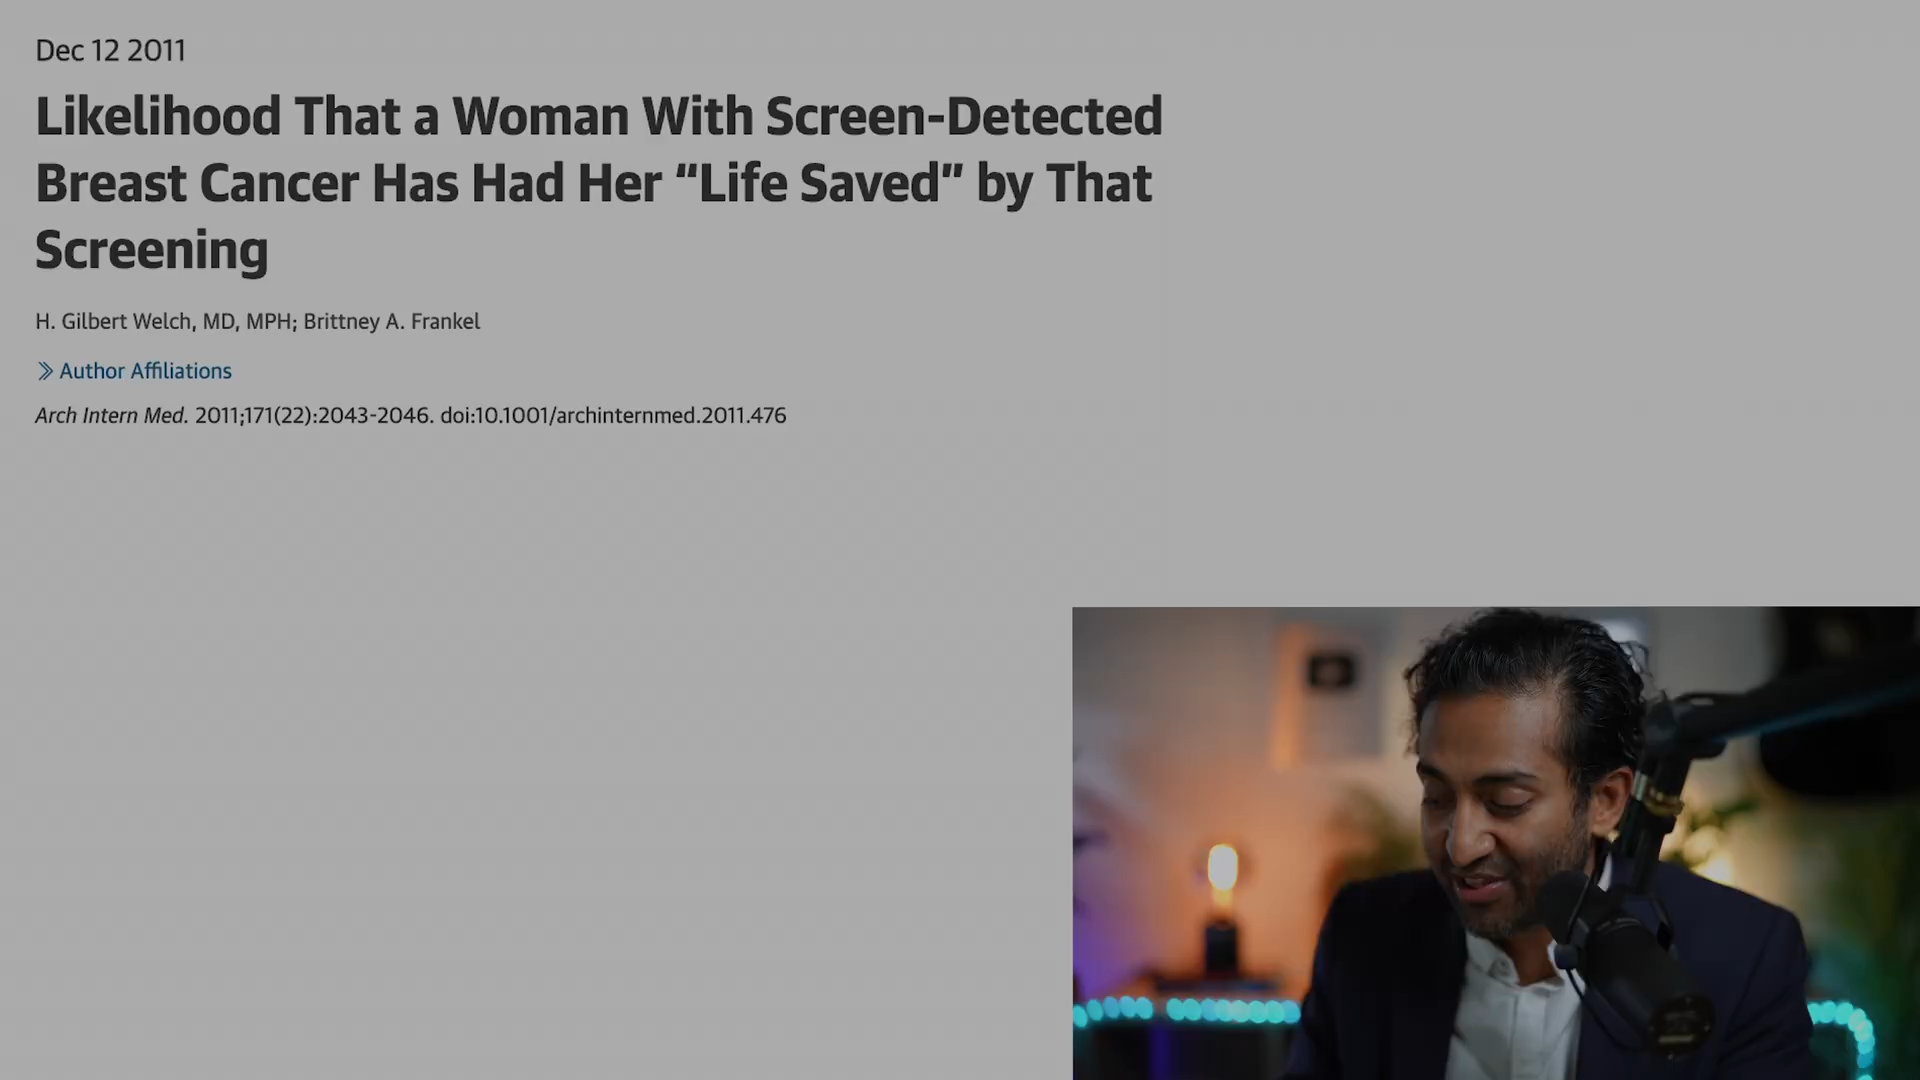 Dec 12 2011
Likelihood That a Woman With Screen-Detected
Breast Cancer Has Had Her “Life Saved” by That
Screening
H. Gilbert Welch, MD, MPH; Brittney A. Frankel
Author Affiliations
Arch Intern Med. 2011;171(22):2043-2046. doi:10.1001/archinternmed.2011.476